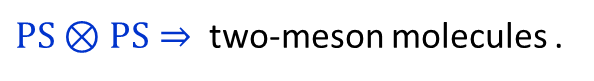 PS ⊗ PS ⇒ two-meson molecules .